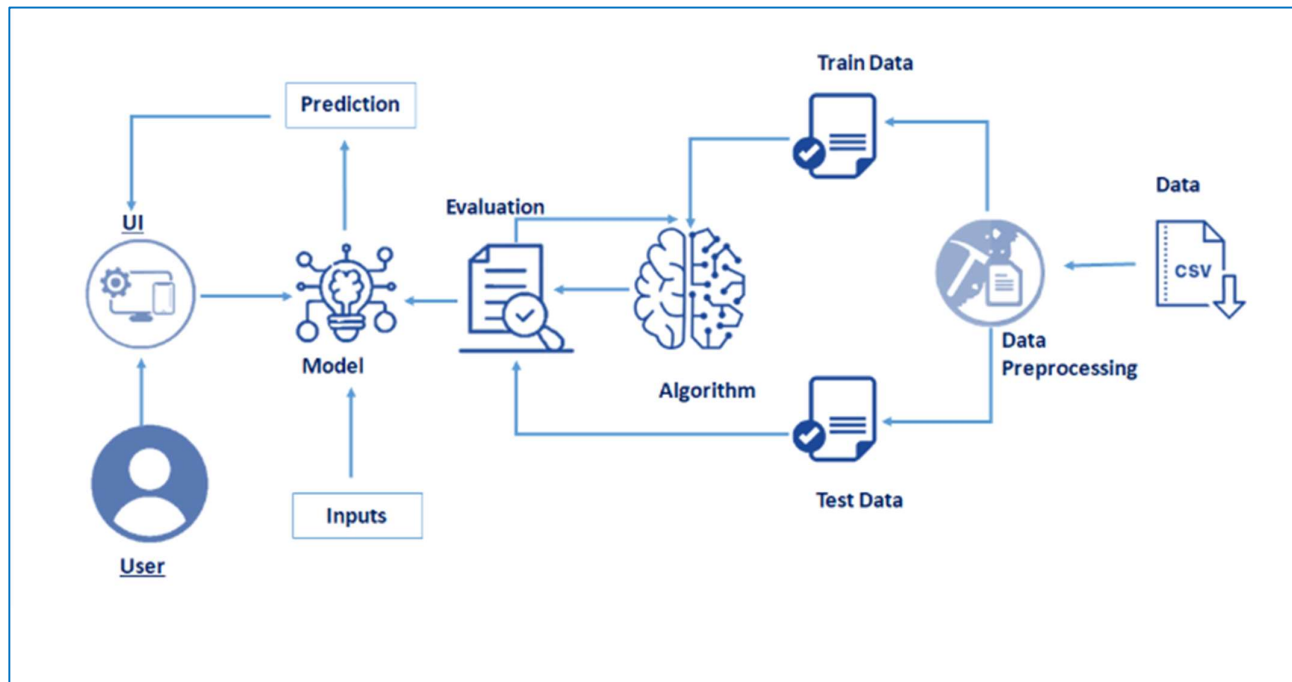 Train Data
Prediction
Data
Evaluation
UI
CSV
Data
Preprocessing
Model
Algorithm
Test Data
Inputs
User